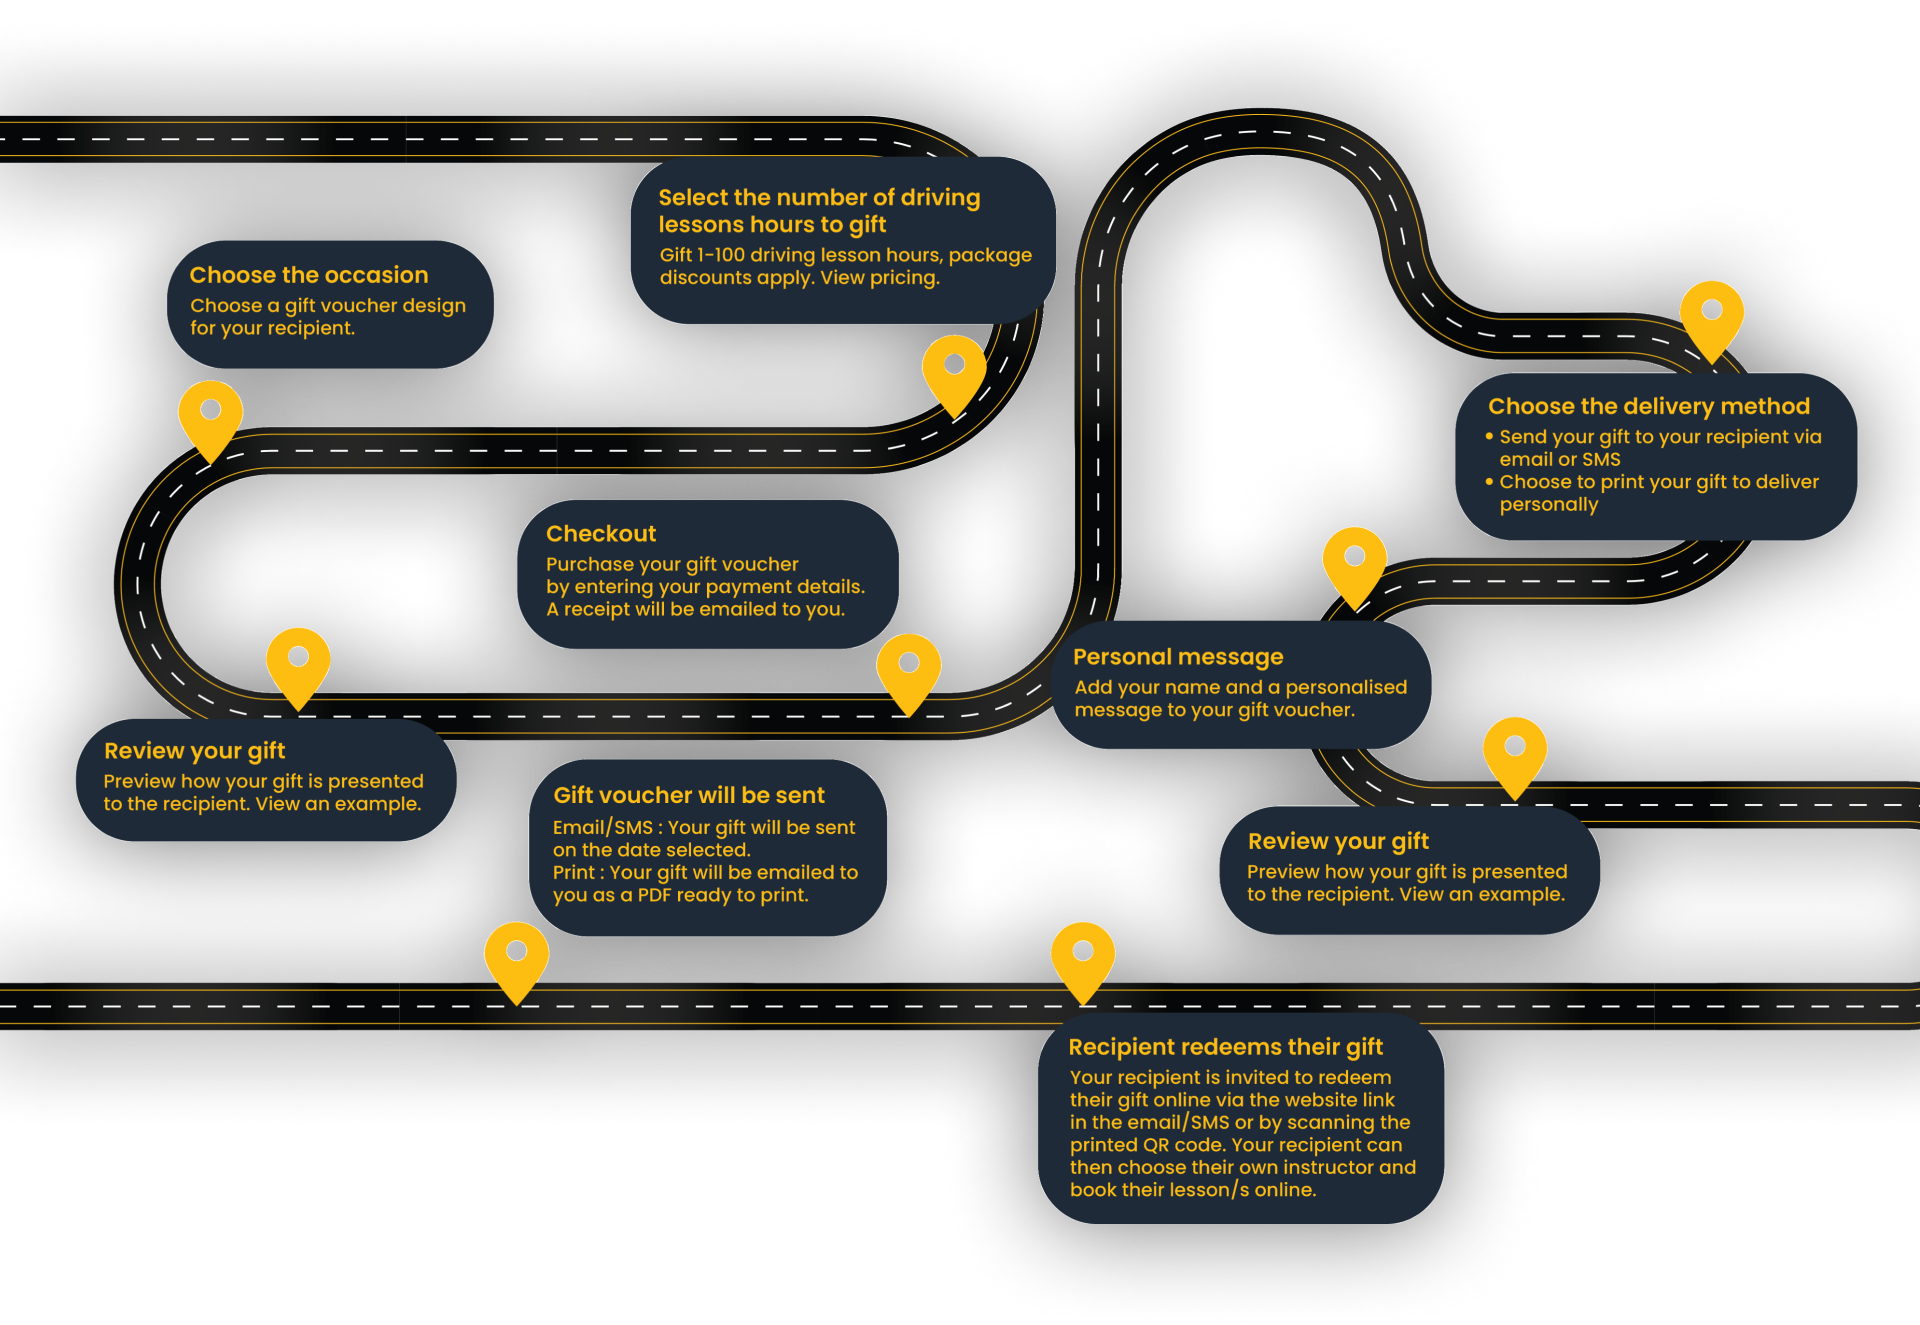 Select the number of driving
lessons hours to gift
Gift 1-100 driving lesson hours, package
discounts apply. View pricing.
Choose the occasion
Choose a gift voucher design
for your recipient.
Review your gift
Preview how your gift is presented
to the recipient. View an example.
Checkout
Purchase your gift voucher
by entering your payment details.
A receipt will be emailed to you.
Choose the delivery method
• Send your gift to your recipient via
email or SMS
• Choose to print your gift to deliver
personally
Personal message
Add your name and a personalised
message to your gift voucher.
Review your gift
Preview how your gift is presented
to the recipient. View an example.
Gift voucher will be sent
Email/SMS : Your gift will be sent
on the date selected.
Print : Your gift will be emailed to
you as a PDF ready to print.
Recipient redeems their gift
Your recipient is invited to redeem
their gift online via the website link
in the email/SMS or by scanning the
printed QR code. Your recipient can
then choose their own instructor and
book their lesson/s online.